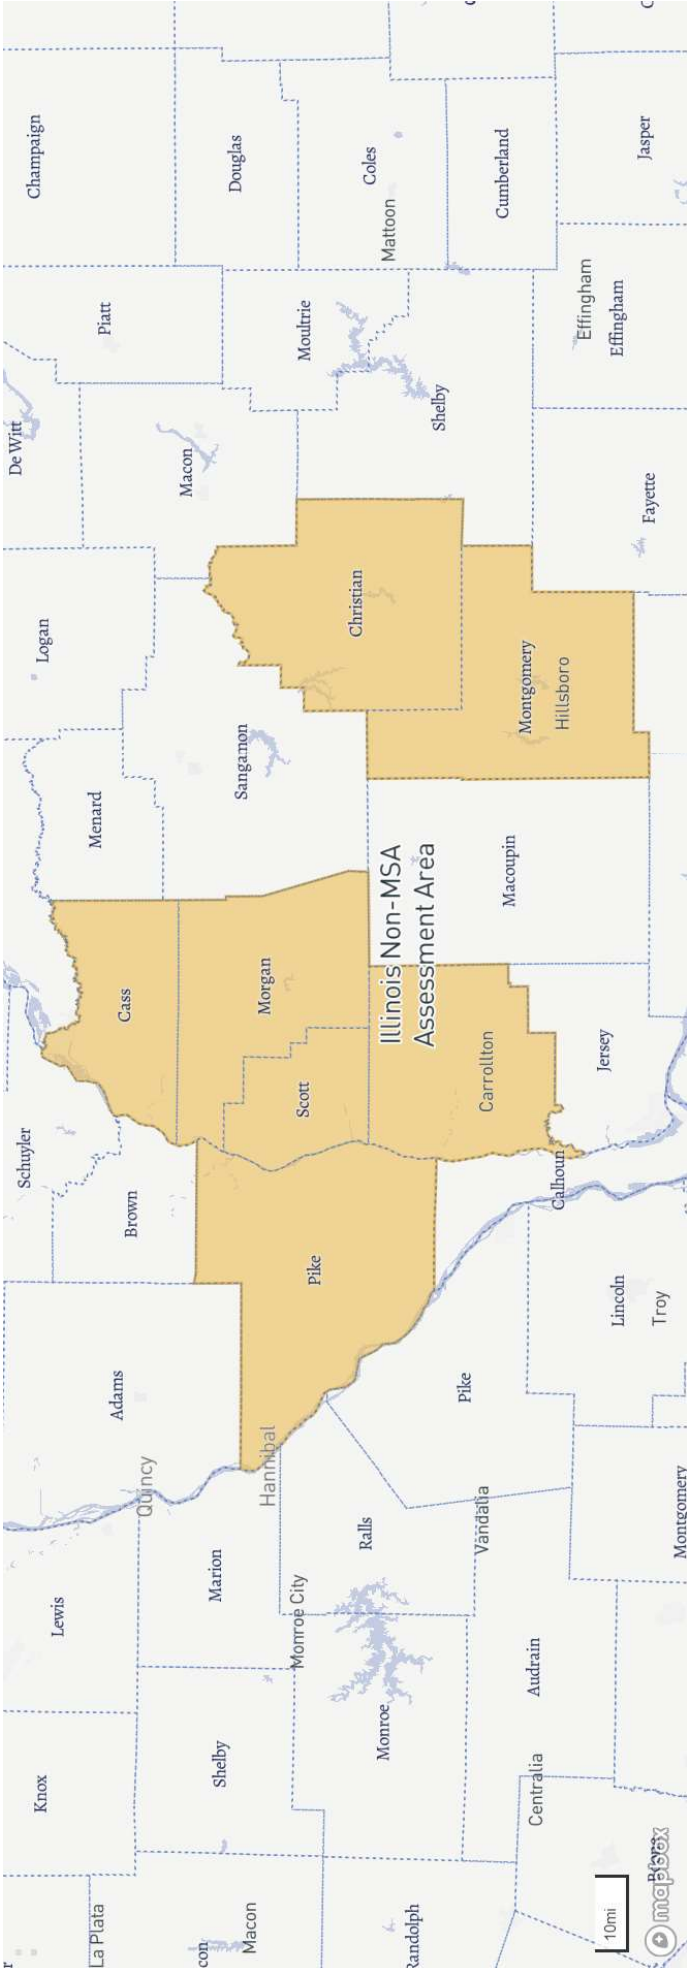 De Witt
Schuyler
Champaign
Knox
Logan
Lewis
Menard
La Plata
Piatt
Adams
Cass
Brown
Quincy
Macon
con
Marion
Shelby
Douglas
Sangamon
Macon
Morgan
Hannibal
Monroe City
Scott
Moultrie
Pike
Christian
Ralls
Coles
Monroe
Mattoon
Illinois Non-MSA
Assessment Area
Randolph
Shelby
Pike
Vandalia
Carrollton
Cumberland
Macoupin
Montgomery
Audrain
Centralia
Calhoun
Hillsboro
Effingham
Jersey
Effingham
Lincoln
10mi
Jasper
Fayette
Troy
mapbox
Montgomery